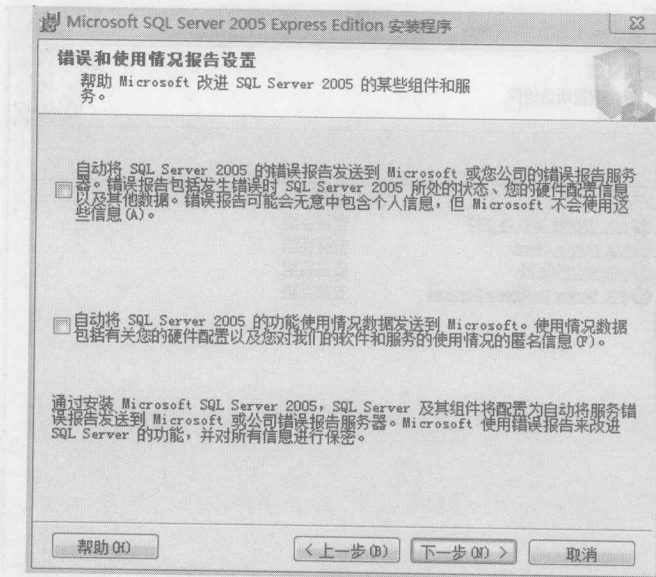 Microsoft SQL Server 2005 Express Edition 安装程序
错误和使用情况报告设置
帮助 Microsoft 改进 SQL Server 2005 的某些组件和服
务。
自动将 SQL Server 2005 的错误报告发送到 Microsoft 或您公司的错误报告服务
器。错误报告包括发生错误时 SQL Server 2005 所处的状态、您的硬件配置信息
以及其他数据。错误报告可能会无意中包含个人信息，但 Microsoft 不会使用这
些信息(A)。
自动将 SQL Server 2005 的功能使用情况数据发送到 Microsoft。使用情况数据
包括有关您的硬件配置以及您对我们的软件和服务的使用情况的匿名信息(F)。
通过安装 Microsoft SQL Server 2005，SQL Server 及其组件将配置为自动将服务错
误报告发送到 Microsoft 或公司错误报告服务器。Microsoft 使用错误报告来改进
SQL Server 的功能，并对所有信息进行保密。
帮助(H)
< 上一步(B)
下一步(N) >
取消